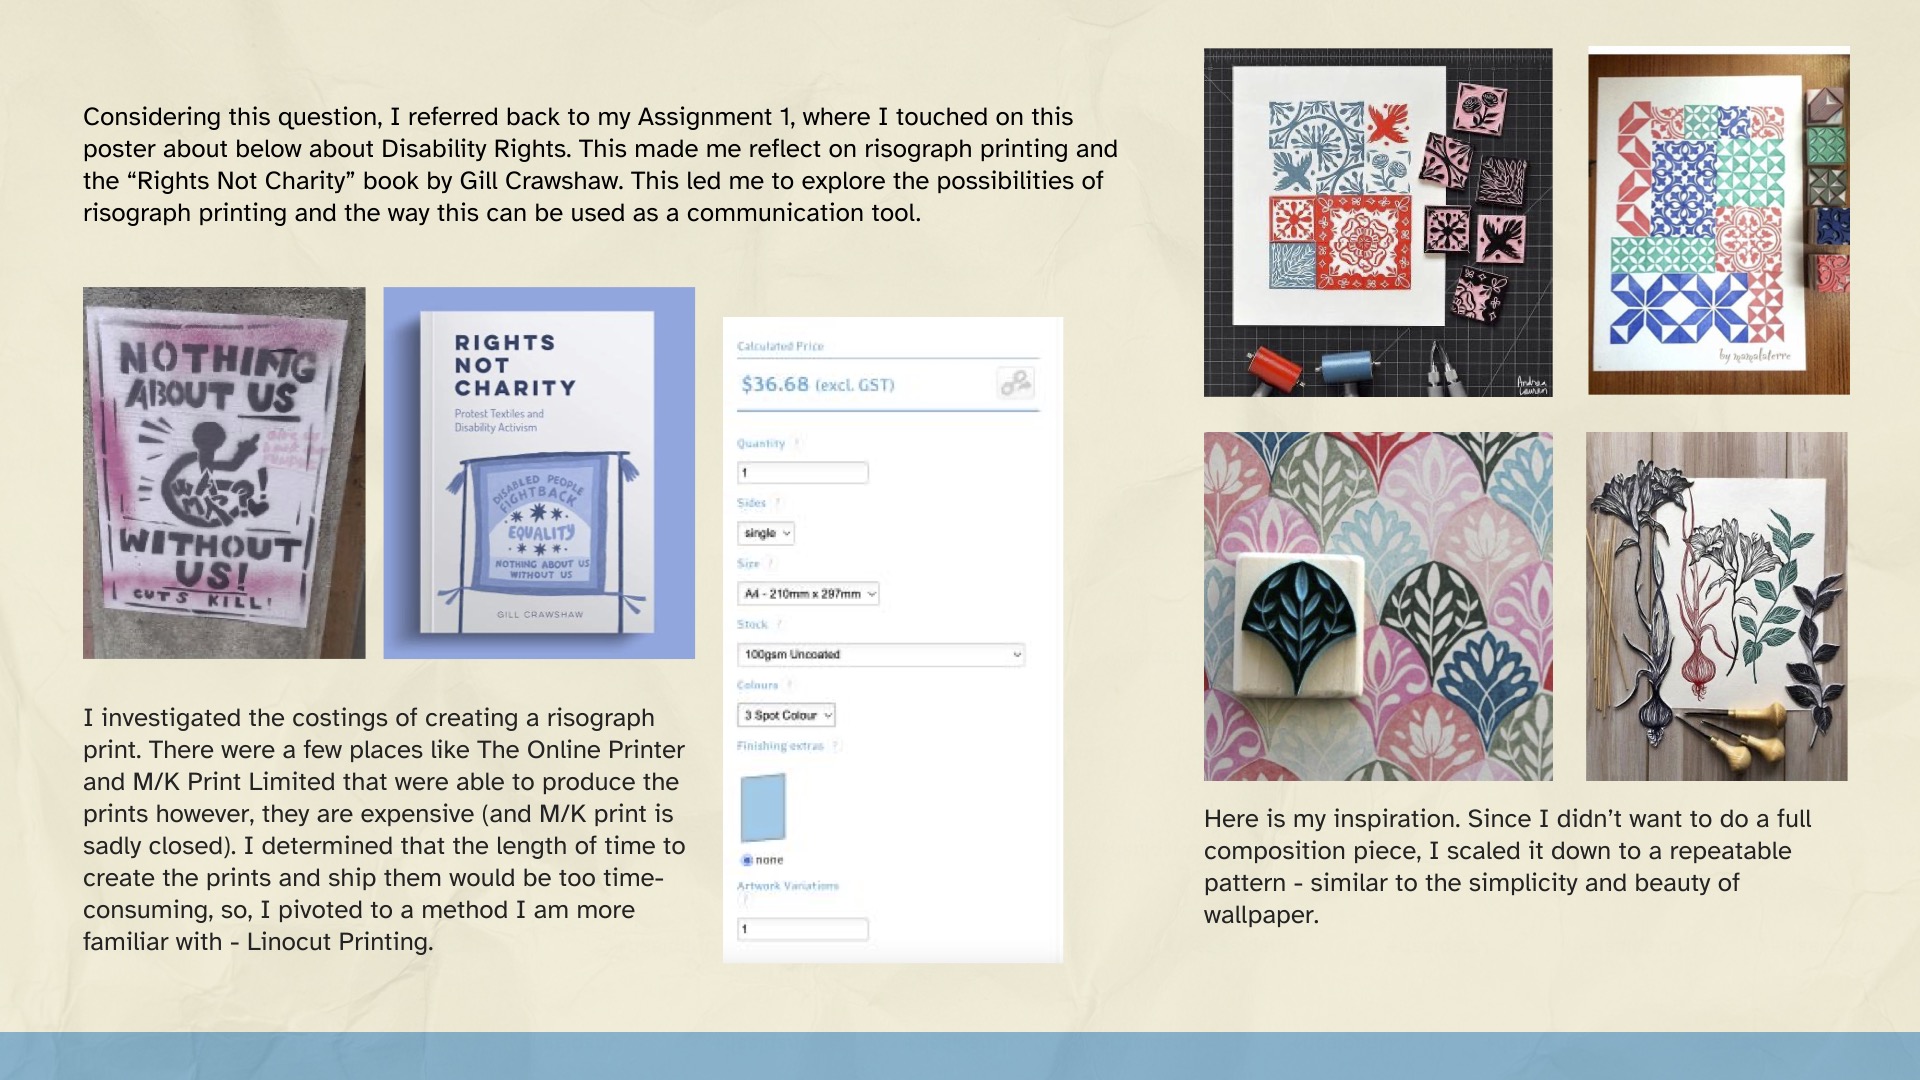 Considering this question, I referred back to my Assignment 1, where I touched on this
poster about below about Disability Rights. This made me reflect on risograph printing and
the “Rights Not Charity” book by Gill Crawshaw. This led me to explore the possibilities of
risograph printing and the way this can be used as a communication tool.
NOTHING
ABOUT US
WITHOUT
US!
CUTS KILL!
RIGHTS
NOT
CHARITY
Protest Textiles and
Disability Activism
DISABLED PEOPLE
FIGHTBACK
EQUALITY
NOTHING ABOUT US
WITHOUT US
GILL CRAWSHAW
Calculated Price
$36.68 (excl. GST)
Quantity ?
1
Sides ?
single
Size ?
A4 - 210mm x 297mm
Stock ?
100gsm Uncoated
Colours ?
3 Spot Colour
Finishing extras ?
none
Artwork Variations
?
1
I investigated the costings of creating a risograph
print. There were a few places like The Online Printer
and M/K Print Limited that were able to produce the
prints however, they are expensive (and M/K print is
sadly closed). I determined that the length of time to
create the prints and ship them would be too time-
consuming, so, I pivoted to a method I am more
familiar with - Linocut Printing.
Andrea
Lauren
by mamalaterre
Here is my inspiration. Since I didn’t want to do a full
composition piece, I scaled it down to a repeatable
pattern - similar to the simplicity and beauty of
wallpaper.